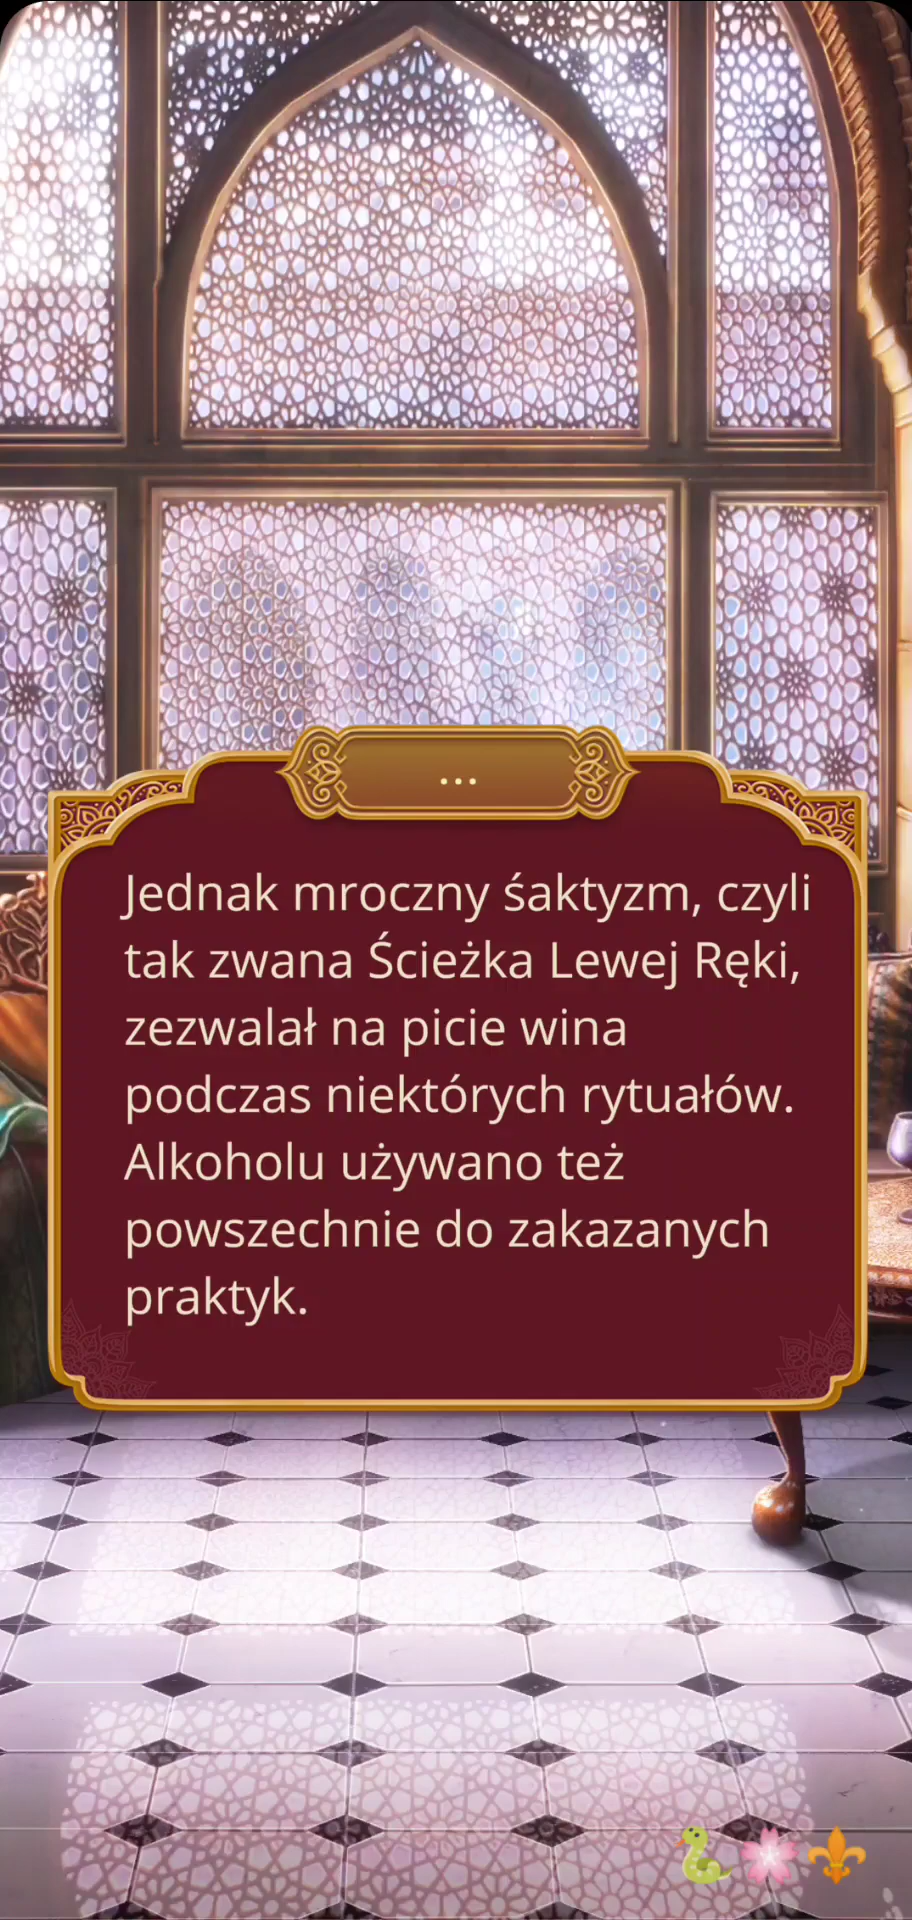 ...
Jednak mroczny śaktyzm, czyli
tak zwana Ścieżka Lewej Ręki,
zezwalał na picie wina
podczas niektórych rytuałów.
Alkoholu używano też
powszechnie do zakazanych
praktyk.